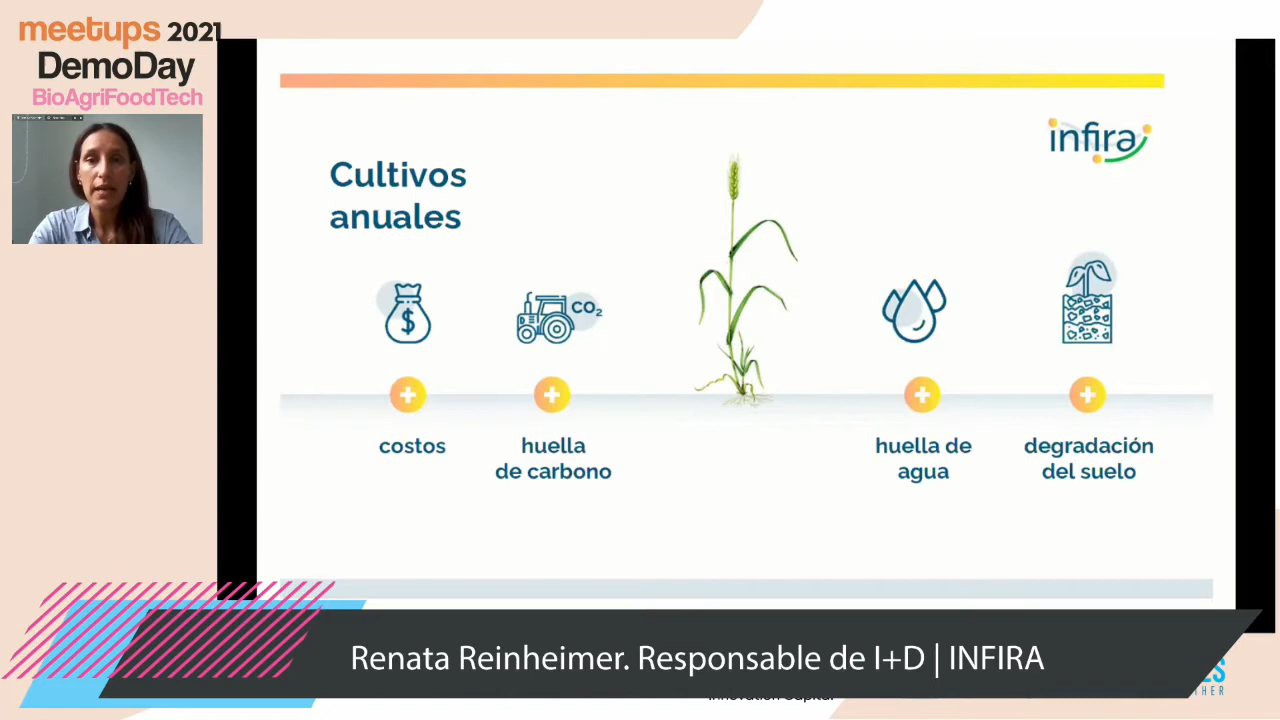 meetups 2021
DemoDay
BioAgriFoodTech
infira
Cultivos
anuales
$
CO₂
costos
huella
de carbono
huella de
agua
degradación
del suelo
Renata Reinheimer. Responsable de I+D | INFIRA